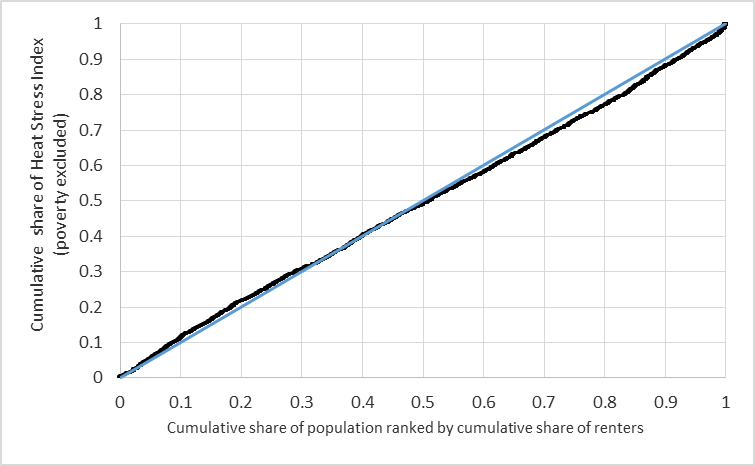 Cumulative share of Heat Stress Index
(poverty excluded)
1
0.9
0.8
0.7
0.6
0.5
0.4
0.3
0.2
0.1
0
0 0.1 0.2 0.3 0.4 0.5 0.6 0.7 0.8 0.9 1
Cumulative share of population ranked by cumulative share of renters